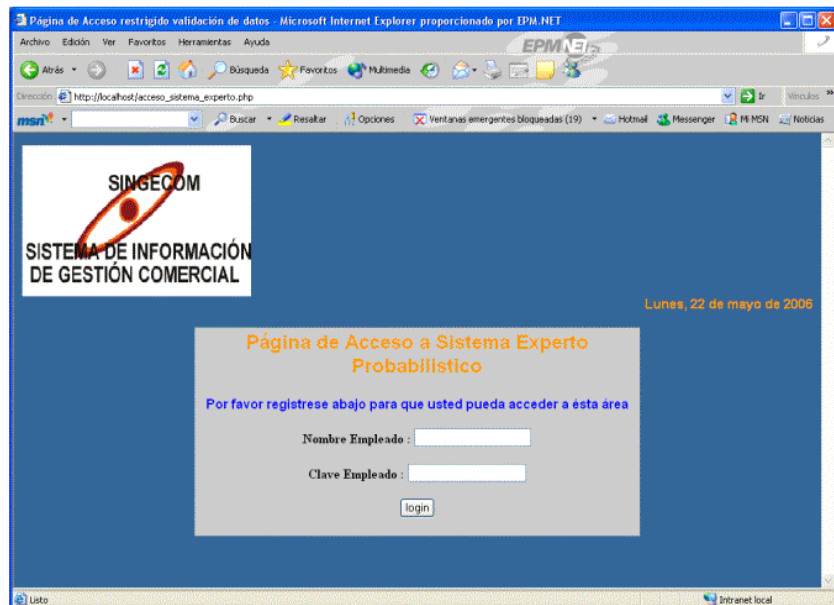 Página de Acceso restrigido validación de datos - Microsoft Internet Explorer proporcionado por EPM.NET
Archivo Edición Ver Favoritos Herramientas Ayuda
EPM.NET
Atrás Búsqueda Favoritos Multimedia
Dirección http://localhost/acceso_sistema_experto.php Ir Vínculos »
msn Buscar Resaltar Opciones Ventanas emergentes bloqueadas (19) Hotmail Messenger Mi MSN Noticias
SINGECOM
SISTEMA DE INFORMACIÓN
DE GESTIÓN COMERCIAL
Lunes, 22 de mayo de 2006
Página de Acceso a Sistema Experto
Probabilistico
Por favor registrese abajo para que usted pueda acceder a ésta área
Nombre Empleado :
Clave Empleado :
login
Listo Intranet local